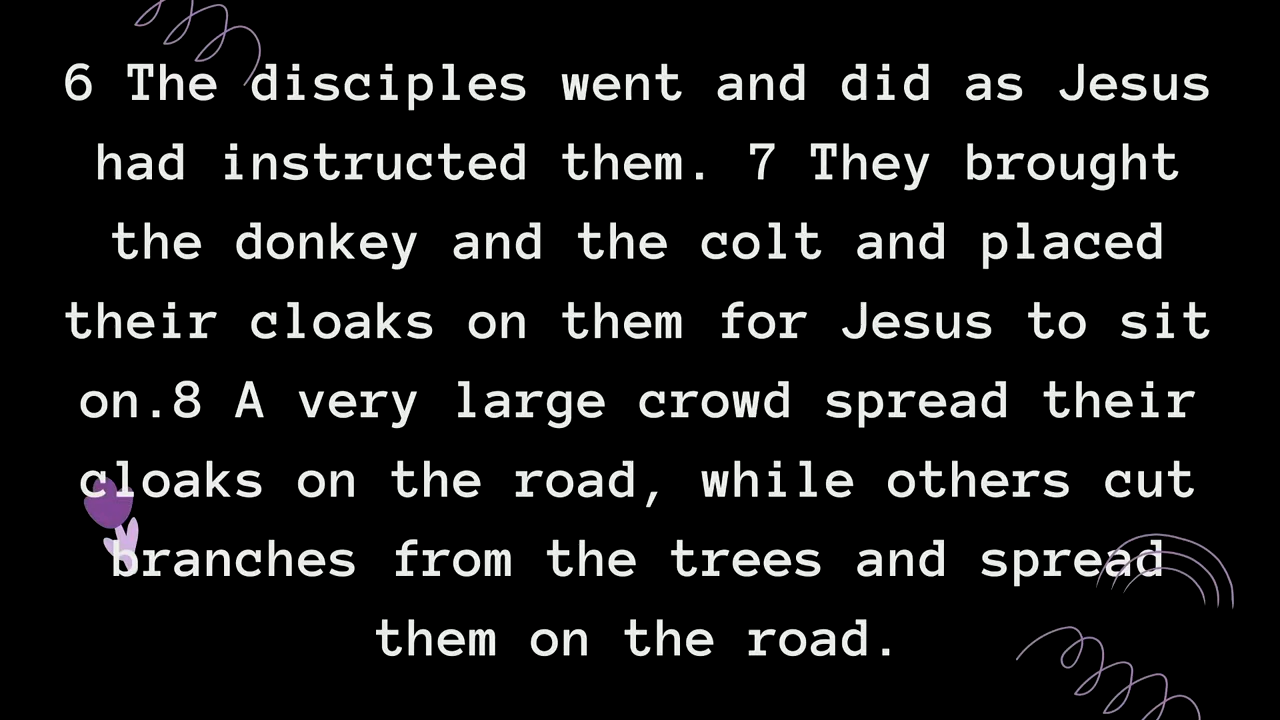 6 The disciples went and did as Jesus
had instructed them. 7 They brought
the donkey and the colt and placed
their cloaks on them for Jesus to sit
on.8 A very large crowd spread their
cloaks on the road, while others cut
branches from the trees and spread
them on the road.